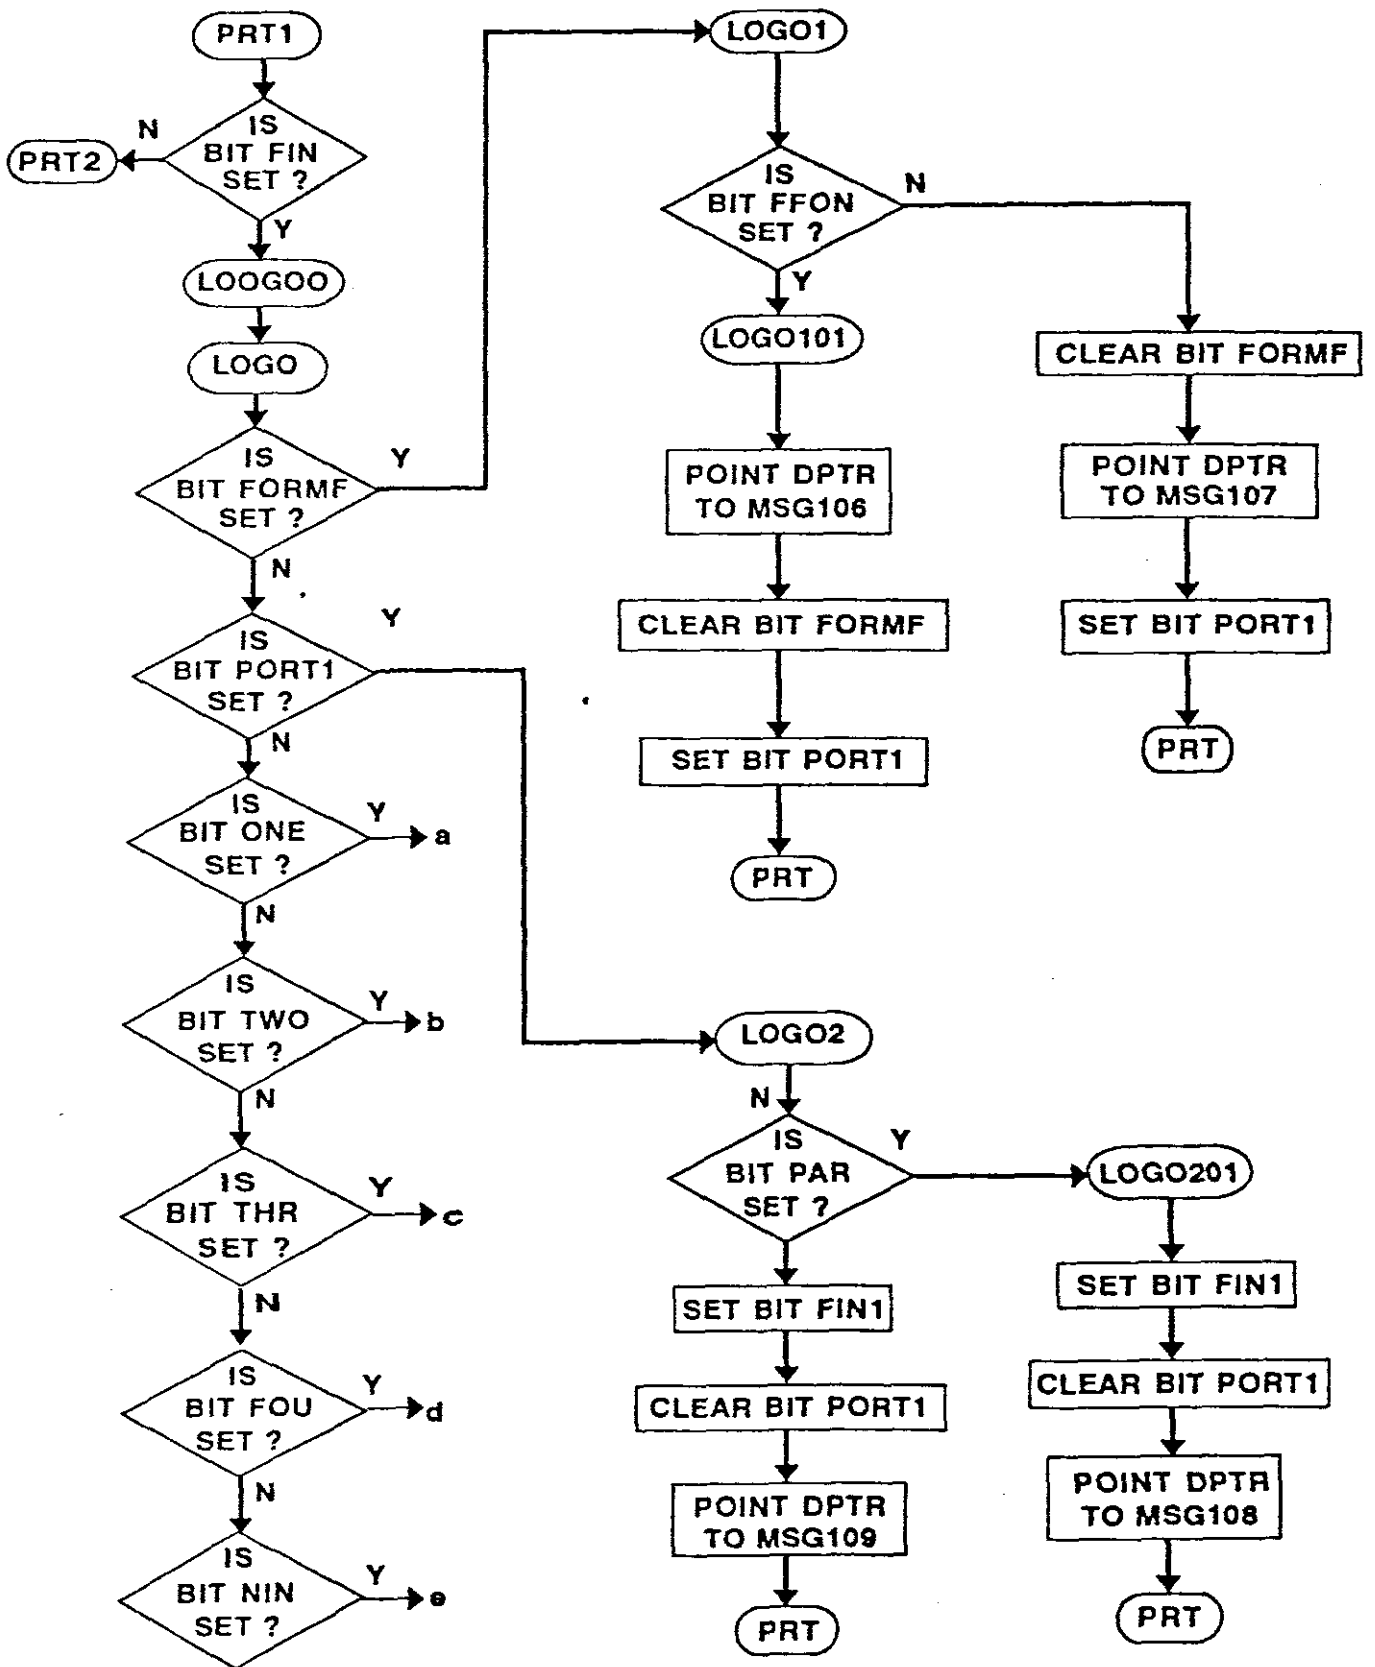 PRT1
IS
BIT FIN
SET ?
N
PRT2
Y
LOOGOO
LOGO
IS
BIT FORMF
SET ?
Y
N
IS
BIT PORT1
SET ?
Y
N
IS
BIT ONE
SET ?
Y
a
N
IS
BIT TWO
SET ?
Y
b
N
IS
BIT THR
SET ?
Y
c
N
IS
BIT FOU
SET ?
Y
d
N
IS
BIT NIN
SET ?
Y
e
LOGO1
IS
BIT FFON
SET ?
N
Y
LOGO101
POINT DPTR
TO MSG106
CLEAR BIT FORMF
SET BIT PORT1
PRT
CLEAR BIT FORMF
POINT DPTR
TO MSG107
SET BIT PORT1
PRT
LOGO2
N
IS
BIT PAR
SET ?
Y
SET BIT FIN1
CLEAR BIT PORT1
POINT DPTR
TO MSG109
PRT
LOGO201
SET BIT FIN1
CLEAR BIT PORT1
POINT DPTR
TO MSG108
PRT